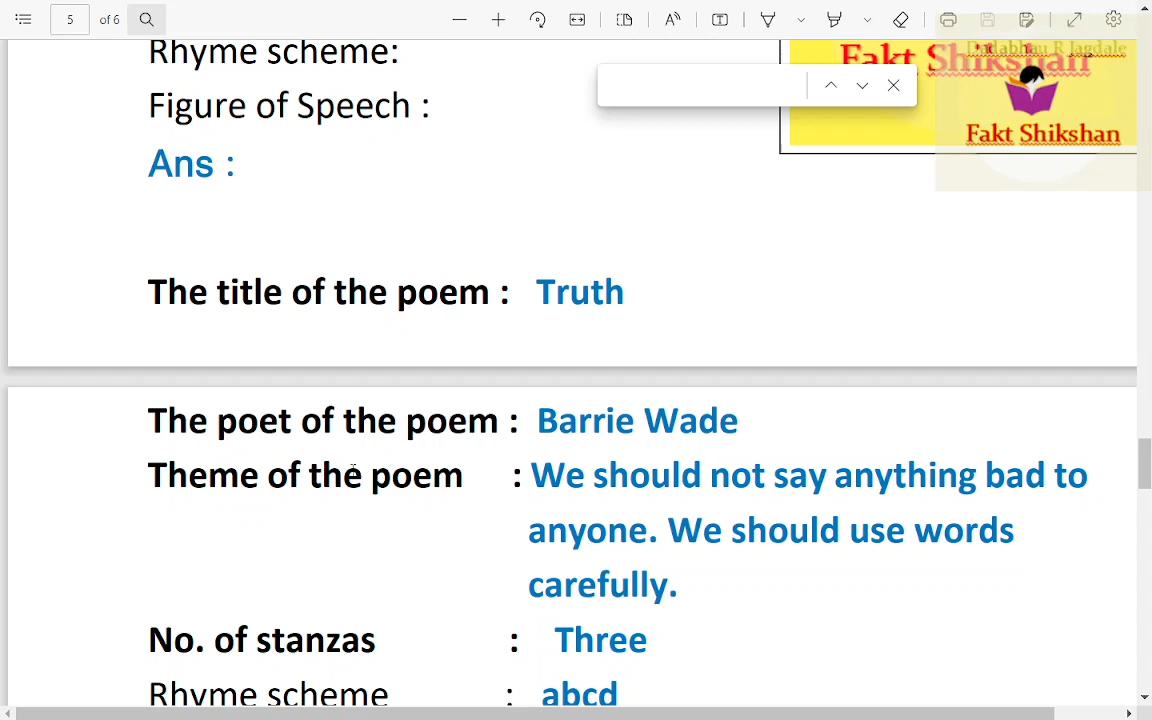 5 of 6
Rhyme scheme:
Dadabhau R Jagdale
Fakt Shikshan
Figure of Speech :
Fakt Shikshan
Ans :
The title of the poem : Truth
The poet of the poem : Barrie Wade
Theme of the poem : We should not say anything bad to
anyone. We should use words
carefully.
No. of stanzas : Three
Rhyme scheme : abcd